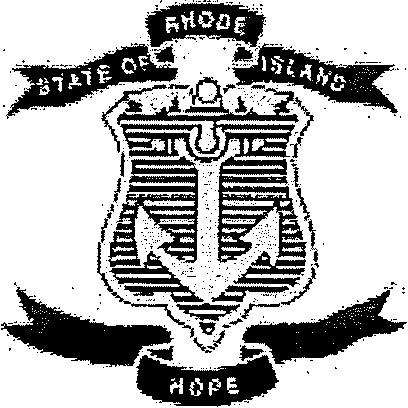 STATE OF RHODE ISLAND
HOPE